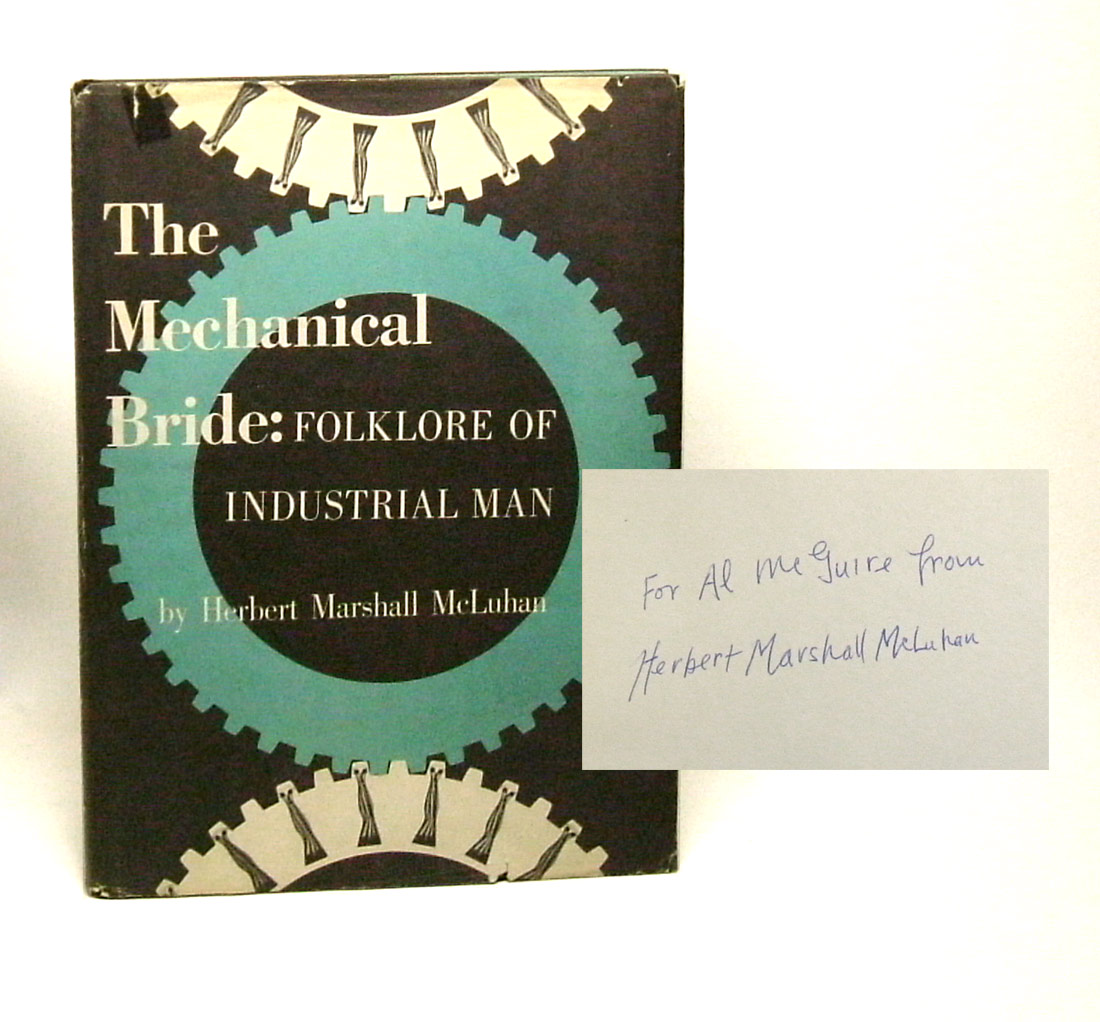 The
Mechanical
Bride: FOLKLORE OF
INDUSTRIAL MAN
by Herbert Marshall McLuhan
For Al McGuire from
Herbert Marshall McLuhan